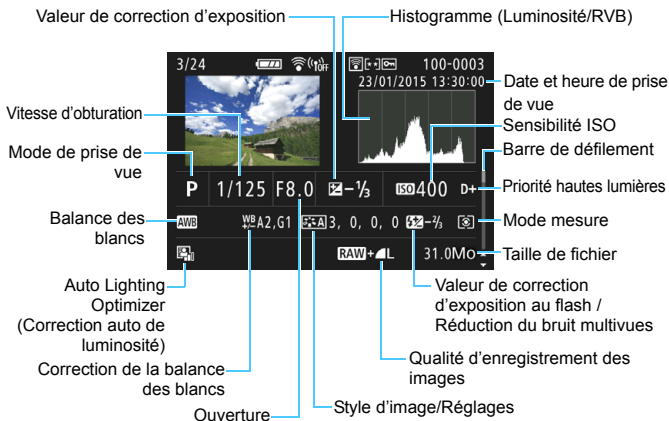 Valeur de correction d'exposition
Histogramme (Luminosité/RVB)
3/24
OFF
100-0003
23/01/2015 13:30:00
Date et heure de prise
de vue
Vitesse d'obturation
Sensibilité ISO
Mode de prise de
vue
Barre de défilement
P 1/125 F8.0 -1/3 ISO 400 D+
Priorité hautes lumières
Balance des
blancs
AWB WB +/- A2,G1 A 3, 0, 0, 0 -2/3
Mode mesure
RAW+L 31.0Mo
Taille de fichier
Auto Lighting
Optimizer
(Correction auto de
luminosité)
Valeur de correction
d'exposition au flash /
Réduction du bruit multivues
Correction de la balance
des blancs
Qualité d'enregistrement des
images
Ouverture
Style d'image/Réglages